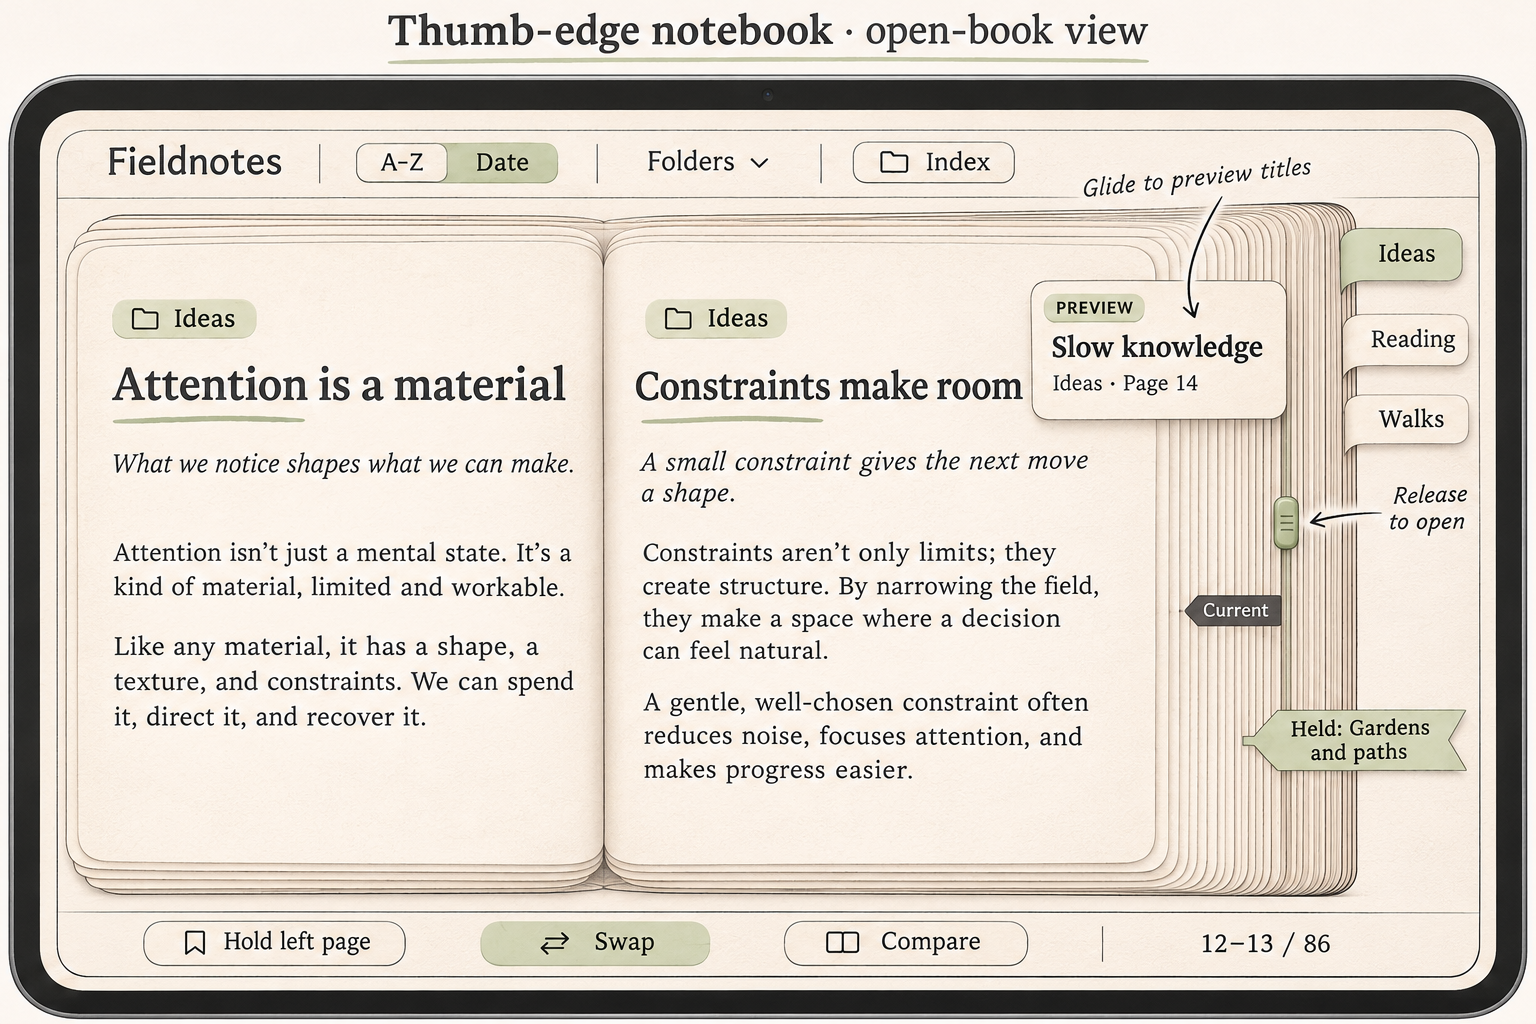 Thumb-edge notebook · open-book view
Fieldnotes
A–Z
Date
Folders
Index
Glide to preview titles
Ideas
Attention is a material
What we notice shapes what we can make.
Attention isn’t just a mental state. It’s a
kind of material, limited and workable.
Like any material, it has a shape, a
texture, and constraints. We can spend
it, direct it, and recover it.
Ideas
Constraints make room
A small constraint gives the next move
a shape.
Constraints aren’t only limits; they
create structure. By narrowing the field,
they make a space where a decision
can feel natural.
A gentle, well-chosen constraint often
reduces noise, focuses attention, and
makes progress easier.
PREVIEW
Slow knowledge
Ideas · Page 14
Ideas
Reading
Walks
Release
to open
Current
Held: Gardens
and paths
Hold left page
Swap
Compare
12–13 / 86